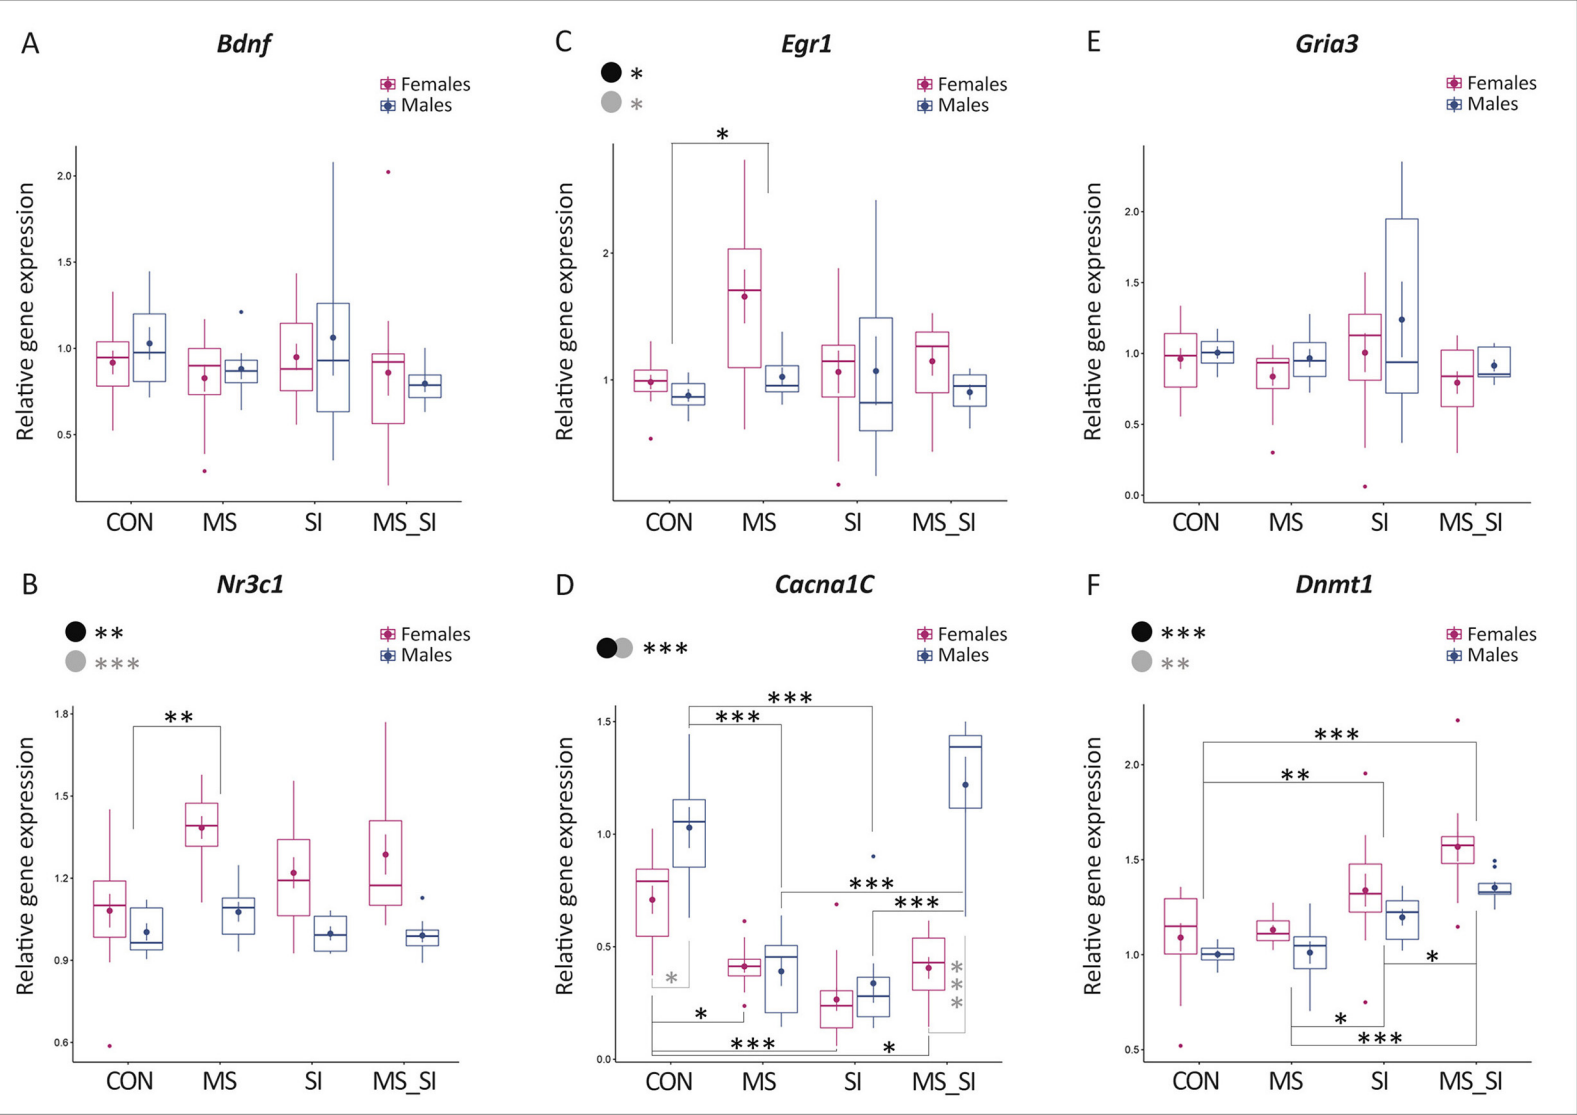 A
Bdnf
Females
Males
Relative gene expression
2.0
1.5
1.0
0.5
CON MS SI MS_SI
C
Egr1
*
*
Females
Males
*
Relative gene expression
2
1
CON MS SI MS_SI
E
Gria3
Females
Males
Relative gene expression
2.0
1.5
1.0
0.5
0.0
CON MS SI MS_SI
B
Nr3c1
**
***
Females
Males
**
Relative gene expression
1.8
1.5
1.2
0.9
0.6
CON MS SI MS_SI
D
Cacna1C
***
Females
Males
***
***
***
***
*
***
*
***
*
Relative gene expression
1.5
1.0
0.5
0.0
CON MS SI MS_SI
F
Dnmt1
***
**
Females
Males
***
**
*
*
***
Relative gene expression
2.0
1.5
1.0
0.5
CON MS SI MS_SI